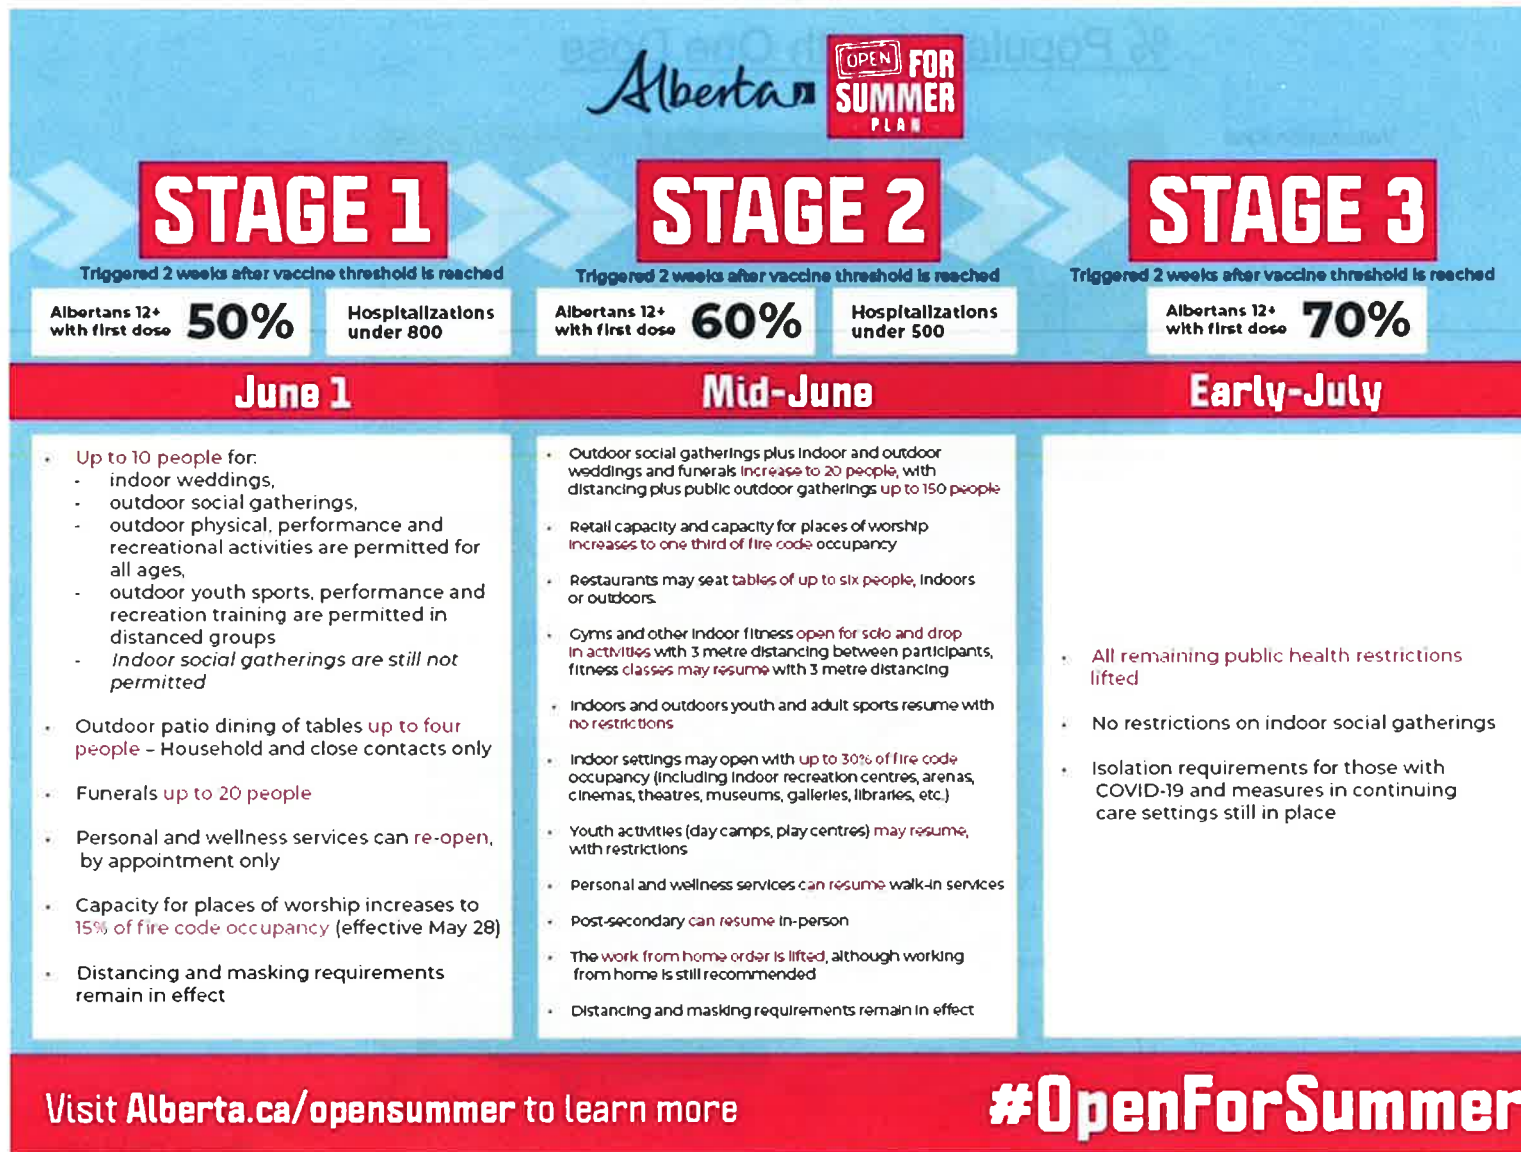 Alberta
OPEN FOR
SUMMER
PLAN
STAGE 1
Triggered 2 weeks after vaccine threshold is reached
Albertans 12+
with first dose 50%
Hospitalizations
under 800
June 1
Up to 10 people for:
- indoor weddings,
- outdoor social gatherings,
- outdoor physical, performance and
recreational activities are permitted for
all ages,
- outdoor youth sports, performance and
recreation training are permitted in
distanced groups
- Indoor social gatherings are still not
permitted
• Outdoor patio dining of tables up to four
people – Household and close contacts only
• Funerals up to 20 people
• Personal and wellness services can re-open,
by appointment only
• Capacity for places of worship increases to
15% of fire code occupancy (effective May 28)
• Distancing and masking requirements
remain in effect
STAGE 2
Triggered 2 weeks after vaccine threshold is reached
Albertans 12+
with first dose 60%
Hospitalizations
under 500
Mid-June
• Outdoor social gatherings plus indoor and outdoor
weddings and funerals increase to 20 people, with
distancing plus public outdoor gatherings up to 150 people
• Retail capacity and capacity for places of worship
increases to one third of fire code occupancy
• Restaurants may seat tables of up to six people, indoors
or outdoors.
• Gyms and other indoor fitness open for solo and drop
in activities with 3 metre distancing between participants,
fitness classes may resume with 3 metre distancing
• Indoors and outdoors youth and adult sports resume with
no restrictions
• Indoor settings may open with up to 30% of fire code
occupancy (including indoor recreation centres, arenas,
cinemas, theatres, museums, galleries, libraries, etc.)
• Youth activities (day camps, play centres) may resume,
with restrictions
• Personal and wellness services can resume walk-in services
• Post-secondary can resume in-person
• The work from home order is lifted, although working
from home is still recommended
• Distancing and masking requirements remain in effect
STAGE 3
Triggered 2 weeks after vaccine threshold is reached
Albertans 12+
with first dose 70%
Early-July
• All remaining public health restrictions
lifted
• No restrictions on indoor social gatherings
• Isolation requirements for those with
COVID-19 and measures in continuing
care settings still in place
Visit Alberta.ca/opensummer to learn more
#OpenForSummer